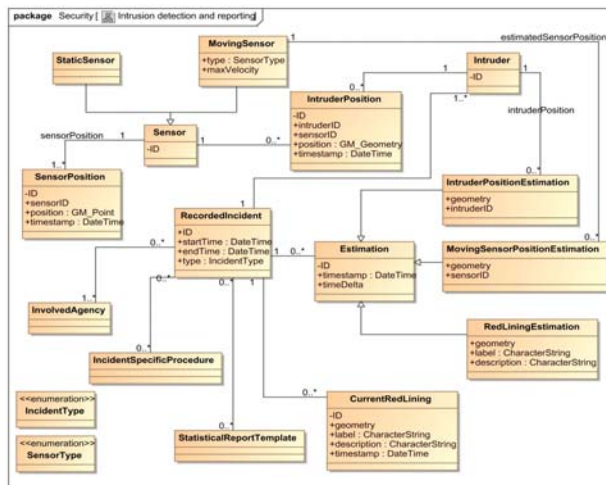 package Security [ Intrusion detection and reporting]
StaticSensor
MovingSensor
+type : SensorType
+maxVelocity
1
estimatedSensorPosition
Intruder
-ID
1
1
1..*
0..*
intruderPosition
IntruderPosition
-ID
+intruderID
+sensorID
+position : GM_Geometry
+timestamp : DateTime
Sensor
-ID
sensorPosition
1
1
0..*
1..*
SensorPosition
-ID
+sensorID
+position : GM_Point
+timestamp : DateTime
0..*
IntruderPositionEstimation
+geometry
+intruderID
1
RecordedIncident
+ID
+startTime : DateTime
+endTime : DateTime
+type : IncidentType
0..*
1
0..*
Estimation
-ID
+timestamp : DateTime
+timeDelta
0..*
MovingSensorPositionEstimation
+geometry
+sensorID
0..*
0..*
1
1..*
InvolvedAgency
RedLiningEstimation
+geometry
+label : CharacterString
+description : CharacterString
0..*
IncidentSpecificProcedure
<<enumeration>>
IncidentType
0..*
CurrentRedLining
-ID
+geometry
+label : CharacterString
+description : CharacterString
+timestamp : DateTime
0..*
StatisticalReportTemplate
<<enumeration>>
SensorType